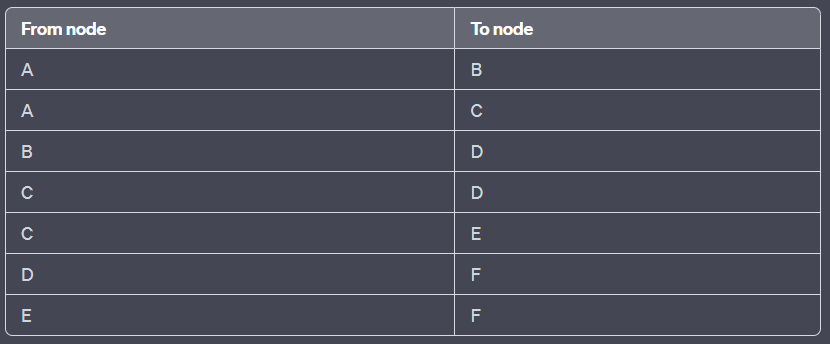 From node To node
A B
A C
B D
C D
C E
D F
E F